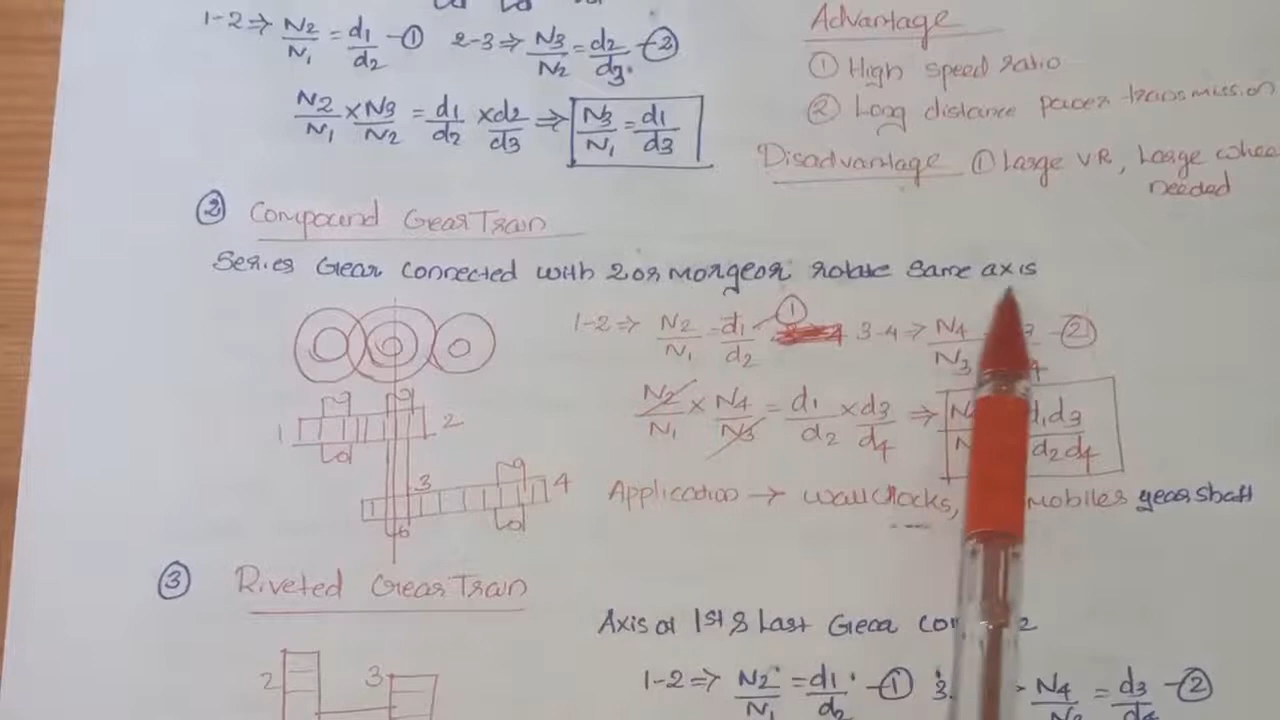 1-2⇒ N2/N1 = d1/d2 -① 2-3⇒ N3/N2 = d2/d3 -②
N2/N1 × N3/N2 = d1/d2 × d2/d3 ⇒ N3/N1 = d1/d3
Advantage
① High speed ratio
② Long distance power transmission
Disadvantage ① Large VR, Large whee
needed
② Compound Gear Train
Series Gear connected with 2 or morgeor rotate same axis
1-2⇒ N2/N1 = d1/d2 -① 3-4⇒ N4/N3 -②
N2/N1 × N4/N3 = d1/d2 × d3/d4 ⇒ d1d3/d2d4
1 2
3 4
Application → wall clocks, mobiles gear shaft
③ Riveted Gear Train
Axis of 1st & Last Gear
2 3
1-2⇒ N2/N1 = d1/d2 -① 3 N4 = d3 -②